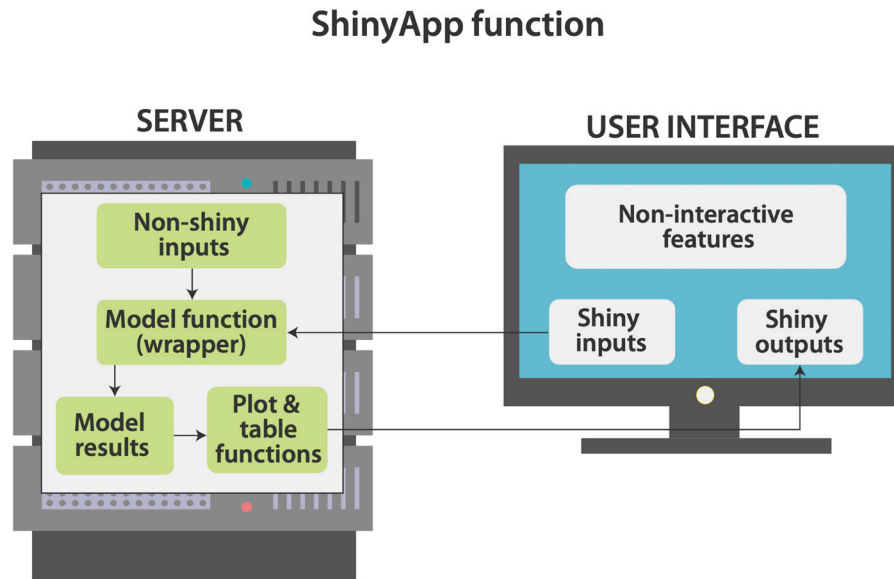 ShinyApp function
SERVER
Non-shiny
inputs
Model function
(wrapper)
Model
results
Plot &
table
functions
USER INTERFACE
Non-interactive
features
Shiny
inputs
Shiny
outputs